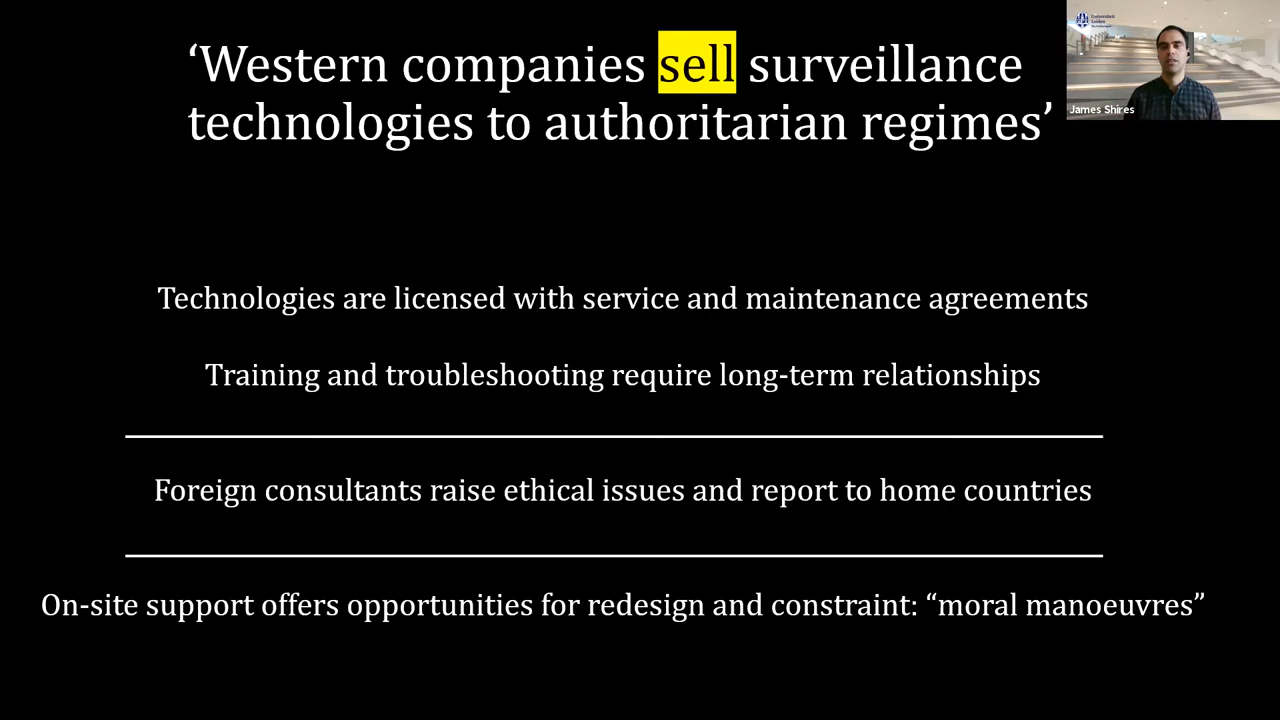 ‘Western companies sell surveillance
technologies to authoritarian regimes’
Universiteit
Leiden
James Shires
Technologies are licensed with service and maintenance agreements
Training and troubleshooting require long-term relationships
Foreign consultants raise ethical issues and report to home countries
On-site support offers opportunities for redesign and constraint: “moral manoeuvres”